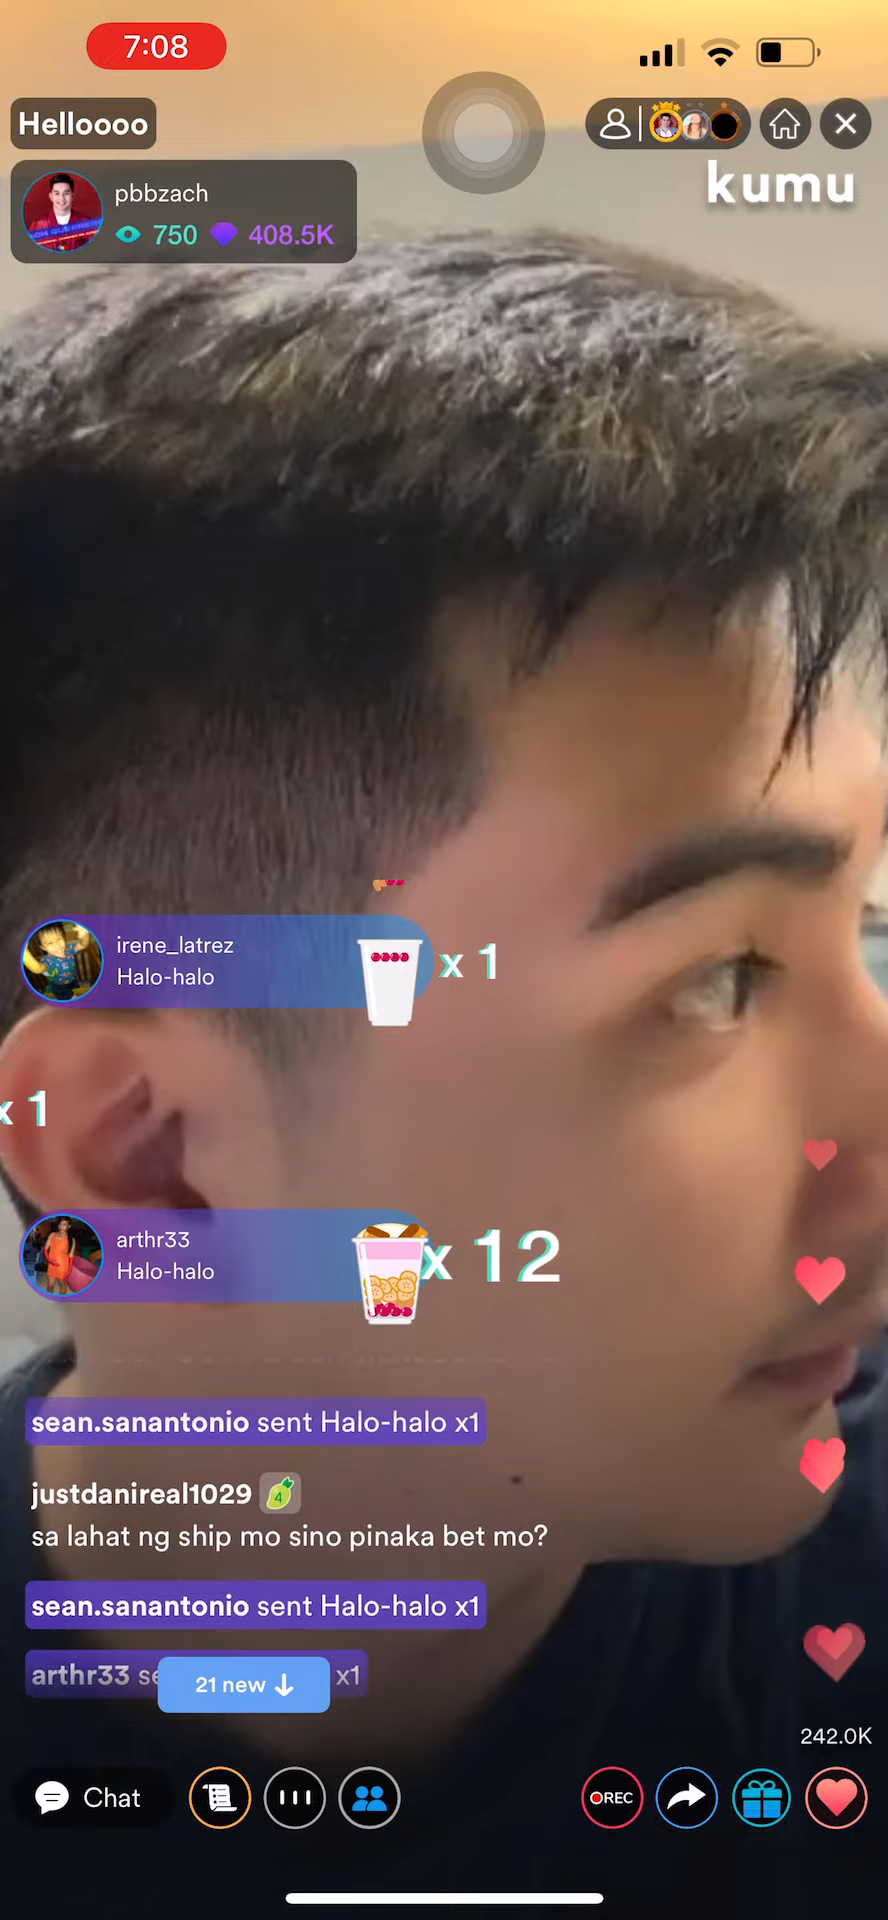 7:08
Helloooo
kumu
pbbzach
750 408.5K
irene_latrez
Halo-halo
x 1
x 1
arthr33
Halo-halo
x 12
sean.sanantonio sent Halo-halo x1
justdanireal1029 4
sa lahat ng ship mo sino pinaka bet mo?
sean.sanantonio sent Halo-halo x1
arthr33 se x1
21 new ↓
242.0K
Chat
REC